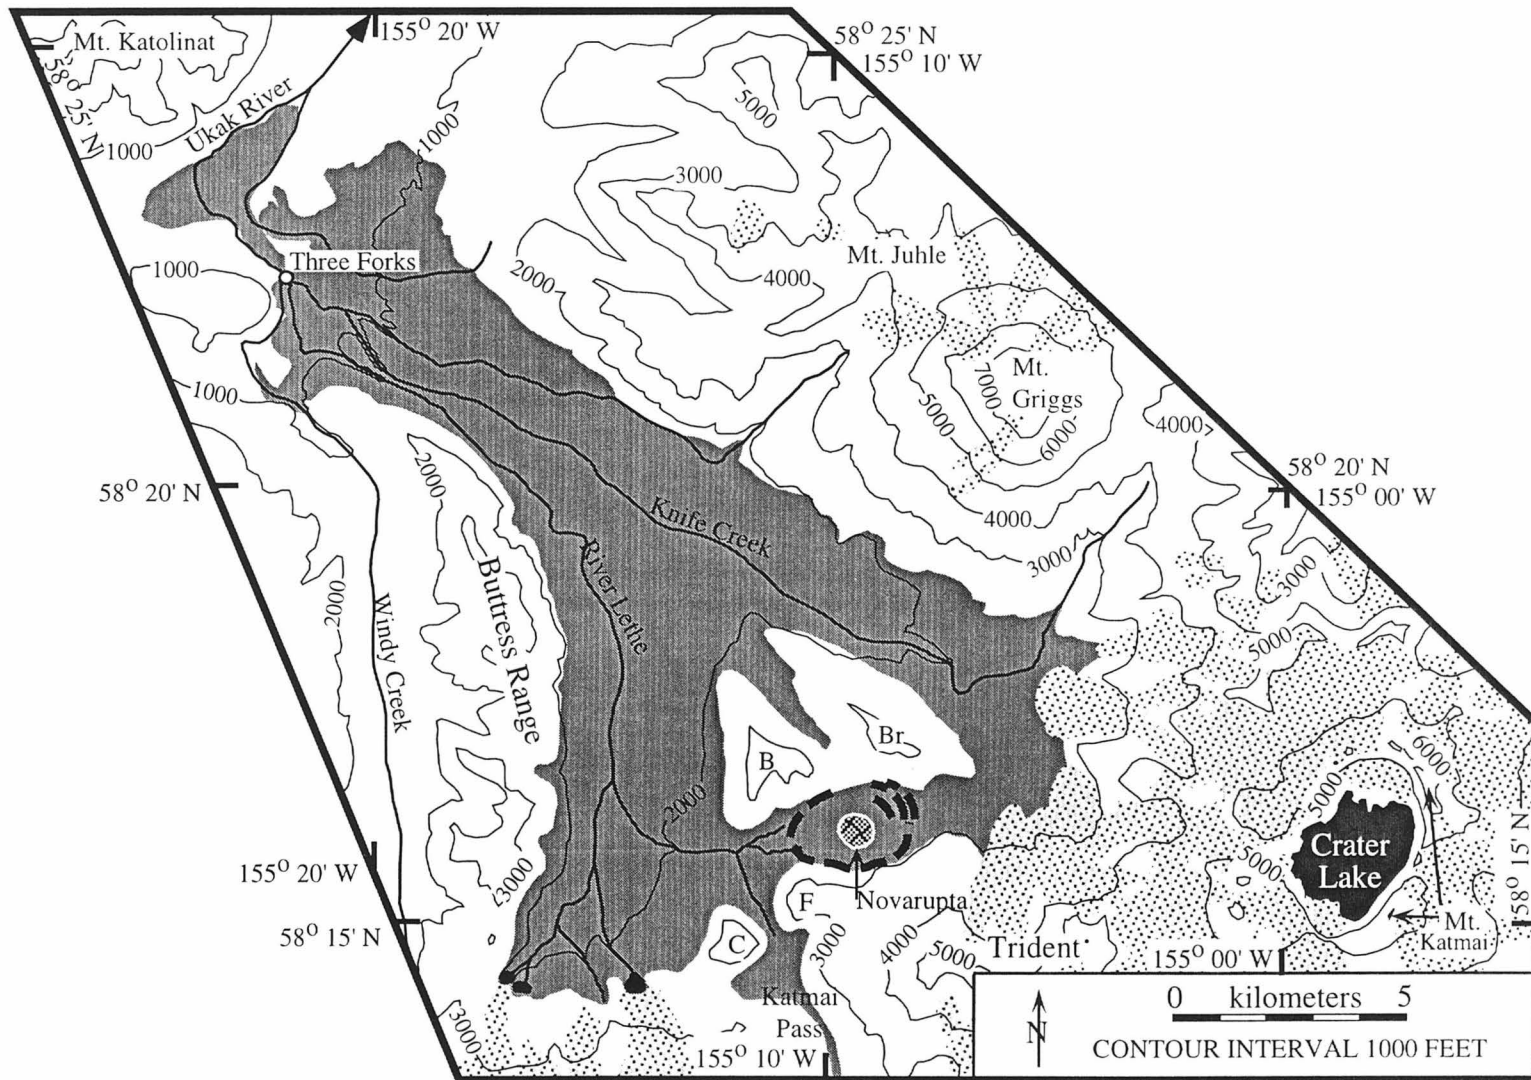 Mt. Katolinat
155° 20' W
58° 25' N
155° 10' W
58° 25' N
Ukak River
1000
1000
5000
3000
Mt. Juhle
Three Forks
1000
2000
4000
7000
Mt.
Griggs
5000
6000
1000
4000
2000
58° 20' N
155° 00' W
58° 20' N
4000
Knife Creek
3000
River Lethe
3000
Buttress Range
2000
Windy Creek
5000
Br
B
6000
5000
2000
Crater
Lake
5000
58° 15' N
155° 20' W
3000
F
Novarupta
Mt.
Katmai
58° 15' N
C
3000
4000
5000
Trident
155° 00' W
Katmai
Pass
3000
155° 10' W
N
0 kilometers 5
CONTOUR INTERVAL 1000 FEET